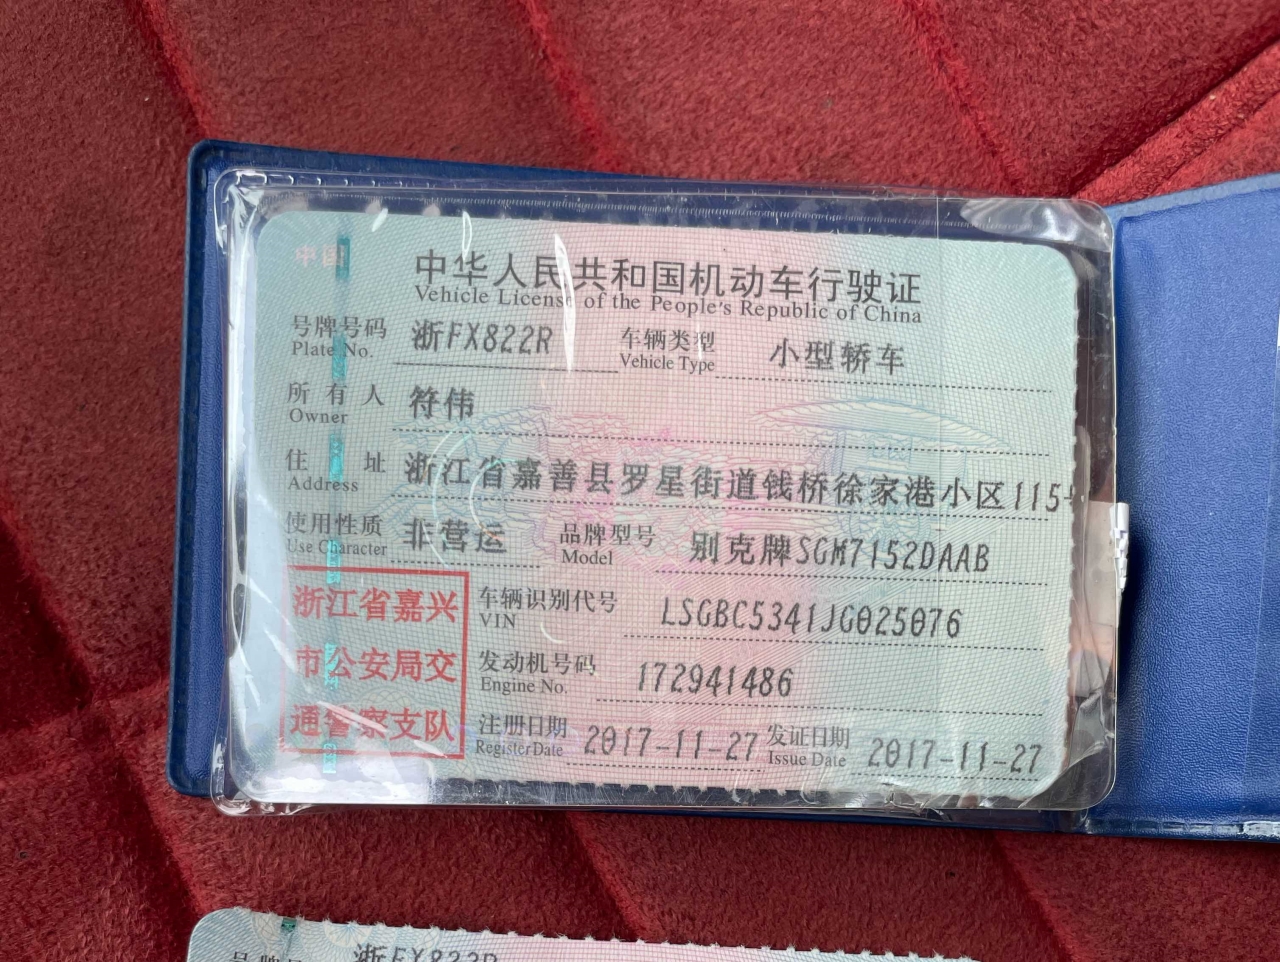 中国
中华人民共和国机动车行驶证
Vehicle License of the People's Republic of China
号牌号码 浙FX822R 车辆类型 小型轿车
Plate No. Vehicle Type
所有人 符伟
Owner
住址 浙江省嘉善县罗星街道钱桥徐家港小区115
Address
使用性质 非营运 品牌型号 别克牌SGM7152DAAB
Use Character Model
浙江省嘉兴
市公安局交
通警察支队
车辆识别代号 LSGBC5341JG025076
VIN
发动机号码 172941486
Engine No.
注册日期 2017-11-27 发证日期 2017-11-27
Register Date Issue Date
号牌 浙FX822R